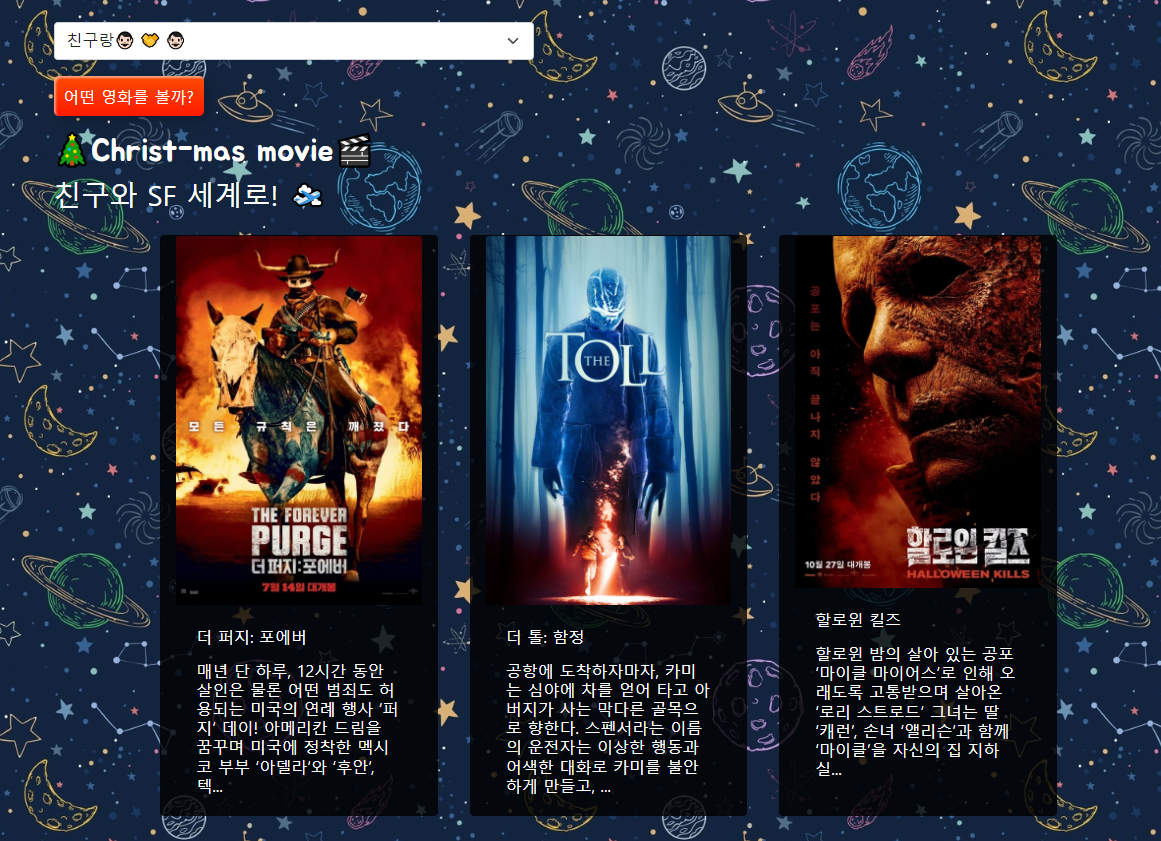 친구랑🧛🏻🤝🧛🏻
어떤 영화를 볼까?
🎄Christ-mas movie🎬
친구와 SF 세계로! 🛩
모든 규칙은 깨졌다
THE FOREVER
PURGE
더 퍼지:포에버
7월 14일 대개봉
더 퍼지: 포에버
매년 단 하루, 12시간 동안
살인은 물론 어떤 범죄도 허
용되는 미국의 연례 행사 ‘퍼
지’ 데이! 아메리칸 드림을
꿈꾸며 미국에 정착한 멕시
코 부부 ‘아델라’와 ‘후안’,
텍...
THE
TOLL
더 톨: 함정
공항에 도착하자마자, 카미
는 심야에 차를 얻어 타고 아
버지가 사는 막다른 골목으
로 향한다. 스펜서라는 이름
의 운전자는 이상한 행동과
어색한 대화로 카미를 불안
하게 만들고, ...
공포는 아직 끝나지 않았다
할로윈 킬즈
10월 27일 대개봉
HALLOWEEN KILLS
할로윈 킬즈
할로윈 밤의 살아 있는 공포
‘마이클 마이어스’로 인해 오
래도록 고통받으며 살아온
‘로리 스트로드’ 그녀는 딸
‘캐런’, 손녀 ‘앨리슨’과 함께
‘마이클’을 자신의 집 지하
실...